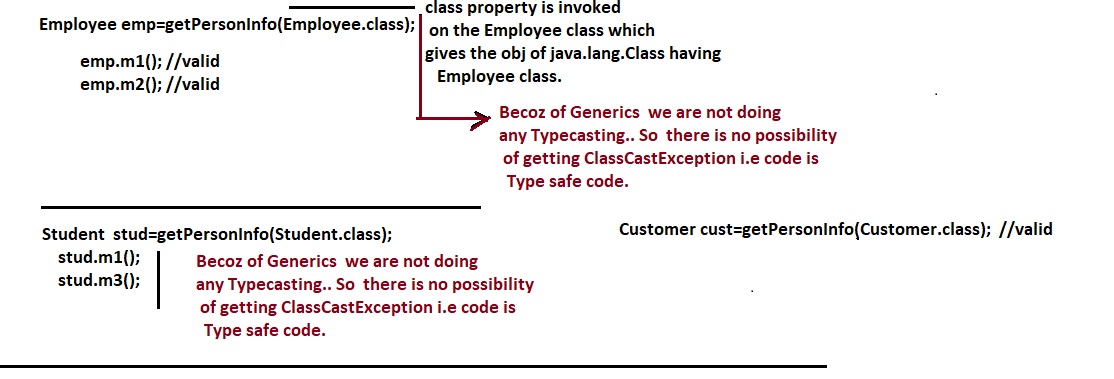 Employee emp=getPersonInfo(Employee.class);
class property is invoked
on the Employee class which
gives the obj of java.lang.Class having
Employee class.
emp.m1(); //valid
emp.m2(); //valid
Becoz of Generics we are not doing
any Typecasting.. So there is no possibility
of getting ClassCastException i.e code is
Type safe code.
Student stud=getPersonInfo(Student.class);
stud.m1();
stud.m3();
Becoz of Generics we are not doing
any Typecasting.. So there is no possibility
of getting ClassCastException i.e code is
Type safe code.
Customer cust=getPersonInfo(Customer.class); //valid